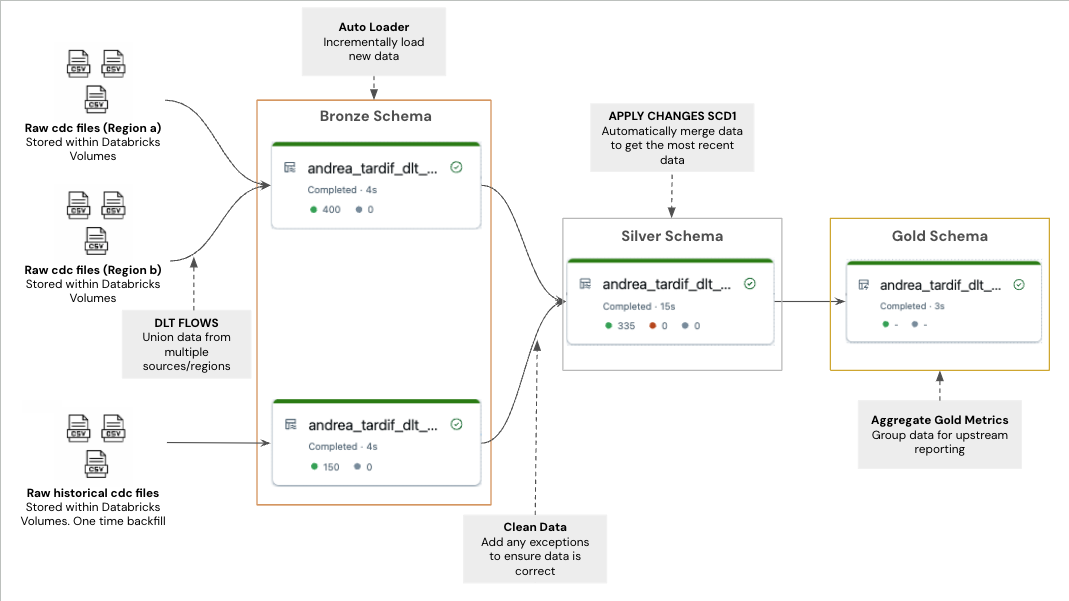 Auto Loader
Incrementally load
new data
CSV
CSV
CSV
Raw cdc files (Region a)
Stored within Databricks
Volumes
CSV
CSV
CSV
Raw cdc files (Region b)
Stored within Databricks
Volumes
DLT FLOWS
Union data from
multiple
sources/regions
CSV
CSV
CSV
Raw historical cdc files
Stored within Databricks
Volumes. One time backfill
Bronze Schema
andrea_tardif_dlt_...
Completed · 4s
400 0
andrea_tardif_dlt_...
Completed · 4s
150 0
Clean Data
Add any exceptions
to ensure data is
correct
APPLY CHANGES SCD1
Automatically merge data
to get the most recent
data
Silver Schema
andrea_tardif_dlt_...
Completed · 15s
335 0 0
Gold Schema
andrea_tardif_dlt_...
Completed · 3s
- -
Aggregate Gold Metrics
Group data for upstream
reporting